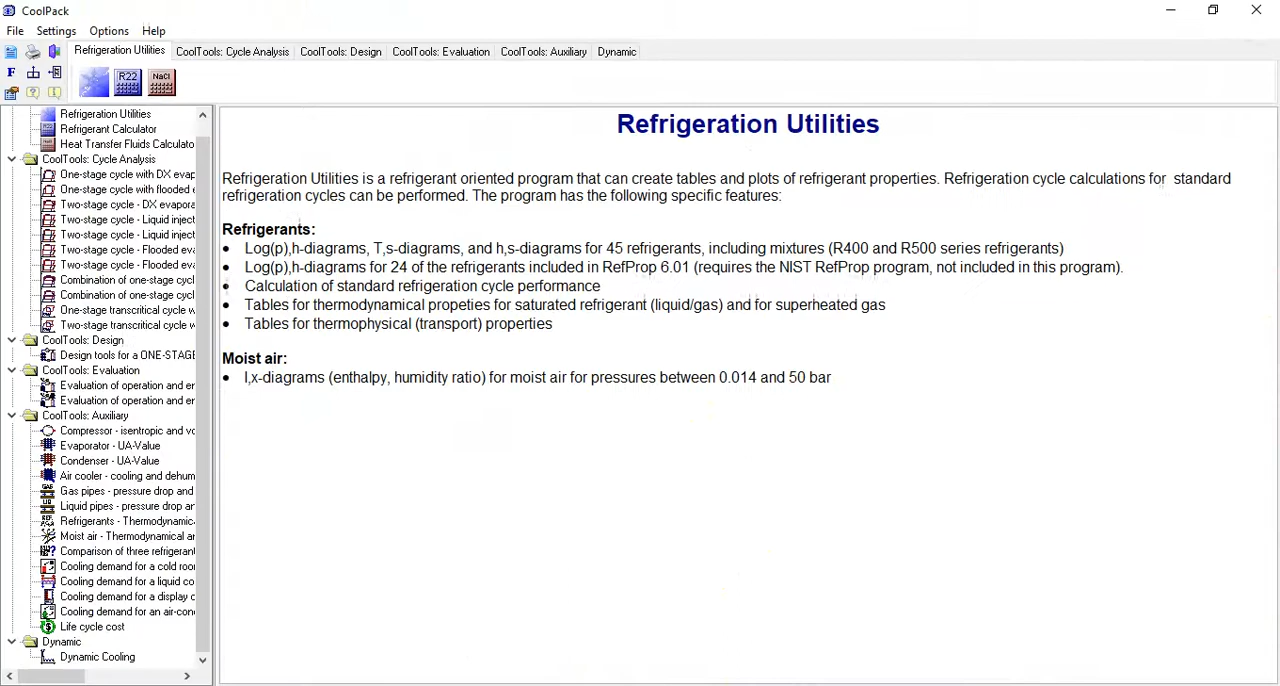 CoolPack
File Settings Options Help
Refrigeration Utilities CoolTools: Cycle Analysis CoolTools: Design CoolTools: Evaluation CoolTools: Auxiliary Dynamic
F R22 NaCl
Refrigeration Utilities
Refrigerant Calculator
Heat Transfer Fluids Calculato
CoolTools: Cycle Analysis
One-stage cycle with DX evap
One-stage cycle with flooded e
Two-stage cycle - DX evapora
Two-stage cycle - Liquid inject
Two-stage cycle - Liquid inject
Two-stage cycle - Flooded eva
Two-stage cycle - Flooded eva
Combination of one-stage cycl
Combination of one-stage cycl
One-stage transcritical cycle w
Two-stage transcritical cycle w
CoolTools: Design
Design tools for a ONE-STAGE
CoolTools: Evaluation
Evaluation of operation and er
Evaluation of operation and er
CoolTools: Auxiliary
Compressor - isentropic and vo
Evaporator - UA-Value
Condenser - UA-Value
Air cooler - cooling and dehum
Gas pipes - pressure drop and
Liquid pipes - pressure drop ar
Refrigerants - Thermodynamic
Moist air - Thermodynamical ar
Comparison of three refrigerant
Cooling demand for a cold roor
Cooling demand for a liquid co
Cooling demand for a display c
Cooling demand for an air-con
Life cycle cost
Dynamic
Dynamic Cooling
Refrigeration Utilities
Refrigeration Utilities is a refrigerant oriented program that can create tables and plots of refrigerant properties. Refrigeration cycle calculations for standard
refrigeration cycles can be performed. The program has the following specific features:
Refrigerants:
• Log(p),h-diagrams, T,s-diagrams, and h,s-diagrams for 45 refrigerants, including mixtures (R400 and R500 series refrigerants)
• Log(p),h-diagrams for 24 of the refrigerants included in RefProp 6.01 (requires the NIST RefProp program, not included in this program).
• Calculation of standard refrigeration cycle performance
• Tables for thermodynamical propeties for saturated refrigerant (liquid/gas) and for superheated gas
• Tables for thermophysical (transport) properties
Moist air:
• I,x-diagrams (enthalpy, humidity ratio) for moist air for pressures between 0.014 and 50 bar